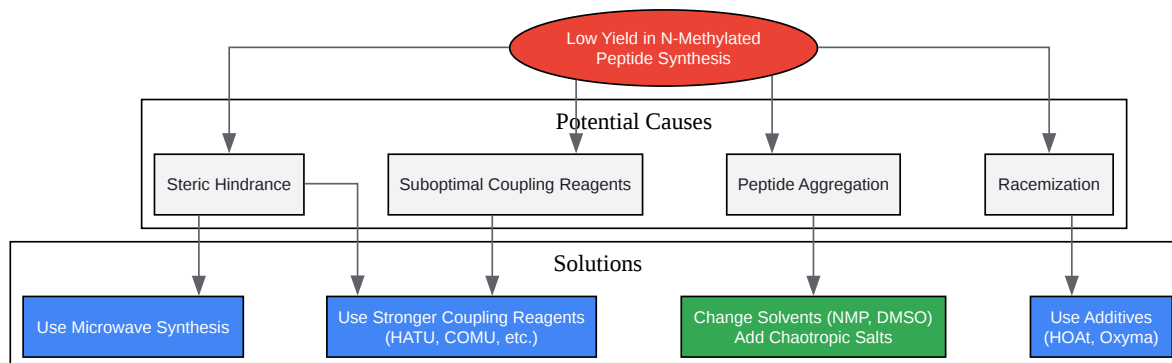 Low Yield in N-Methylated
Peptide Synthesis
Potential Causes
Steric Hindrance
Suboptimal Coupling Reagents
Peptide Aggregation
Racemization
Solutions
Use Microwave Synthesis
Use Stronger Coupling Reagents
(HATU, COMU, etc.)
Change Solvents (NMP, DMSO)
Add Chaotropic Salts
Use Additives
(HOAt, Oxyma)